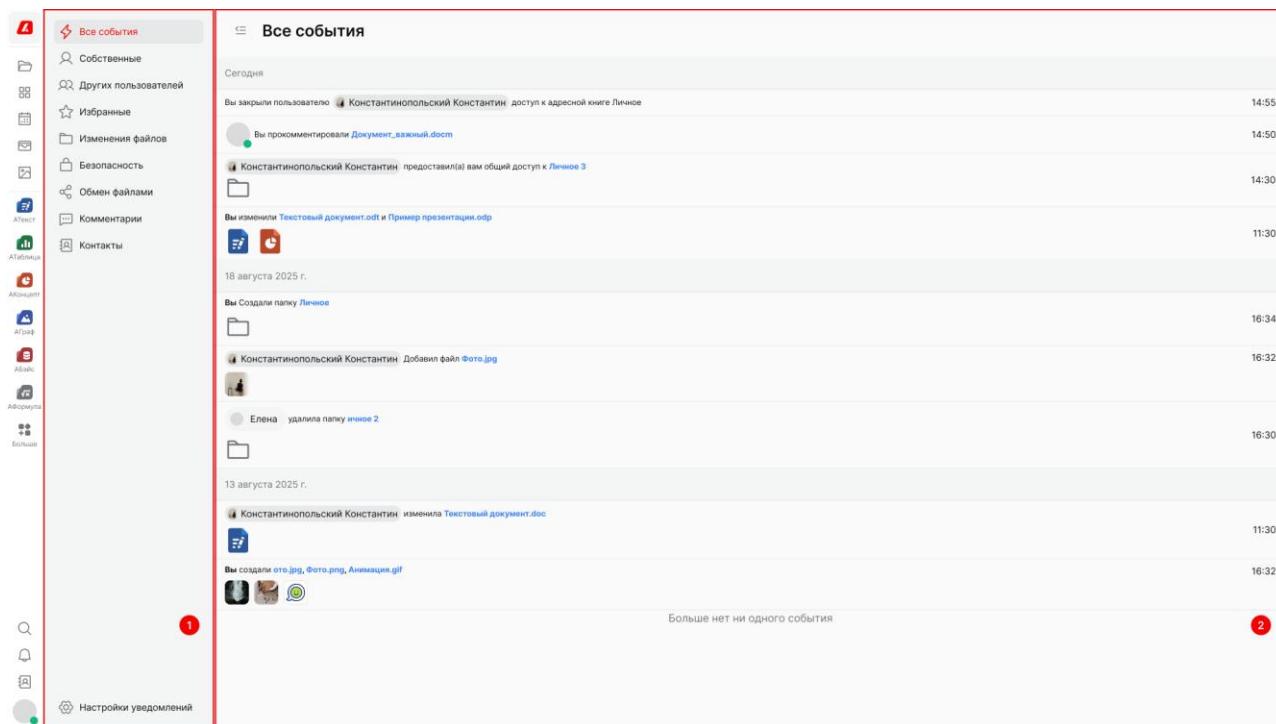 АТекст
АТаблица
АКонцепт
АГраф
АБэйс
АФормула
Больше
Все события
Собственные
Других пользователей
Избранные
Изменения файлов
Безопасность
Обмен файлами
Комментарии
Контакты
1
Настройки уведомлений
Все события
Сегодня
Вы закрыли пользователю Константинопольский Константин доступ к адресной книге Личное 14:55
Вы прокомментировали Документ_важный.docm 14:50
Константинопольский Константин предоставил(а) вам общий доступ к Личное 3
14:30
Вы изменили Текстовый документ.odt и Пример презентации.odp
11:30
18 августа 2025 г.
Вы Создали папку Личное
16:34
Константинопольский Константин Добавил файл Фото.jpg 16:32
Елена удалила папку ичное 2
16:30
13 августа 2025 г.
Константинопольский Константин изменила Текстовый документ.doc
11:30
Вы создали ото.jpg, Фото.png, Анимация.gif 16:32
Больше нет ни одного события
2